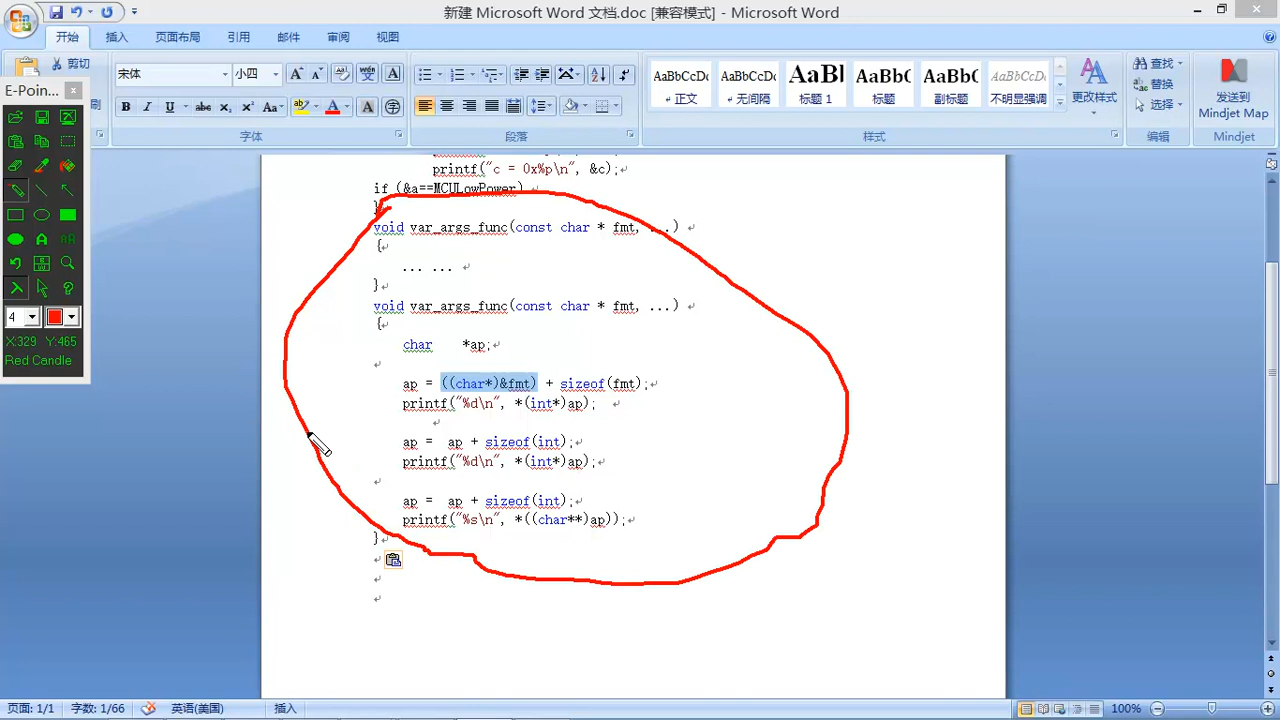 新建 Microsoft Word 文档.doc [兼容模式] - Microsoft Word
开始 插入 页面布局 引用 邮件 审阅 视图
剪切
宋体 小四
AaBbCcDc AaBbCcDc AaBbCcI AaBbC AaBbCcDc AaBbCcDc
正文 无间隔 标题 1 标题 副标题 不明显强调
更改样式
查找
替换
选择
发送到 Mindjet Map
字体 段落 样式 编辑 Mindjet
E-Poin...
4
X:329 Y:465
Red Candle
printf("c = 0x%p\n", &c);
if (&a==MCULowPower)
}
void var_args_func(const char * fmt, ...)
{
... ...
}
void var_args_func(const char * fmt, ...)
{
char *ap;
ap = ((char*)&fmt) + sizeof(fmt);
printf("%d\n", *(int*)ap);
ap = ap + sizeof(int);
printf("%d\n", *(int*)ap);
ap = ap + sizeof(int);
printf("%s\n", *((char**)ap));
}
页面: 1/1 字数: 1/66 英语(美国) 插入 100%